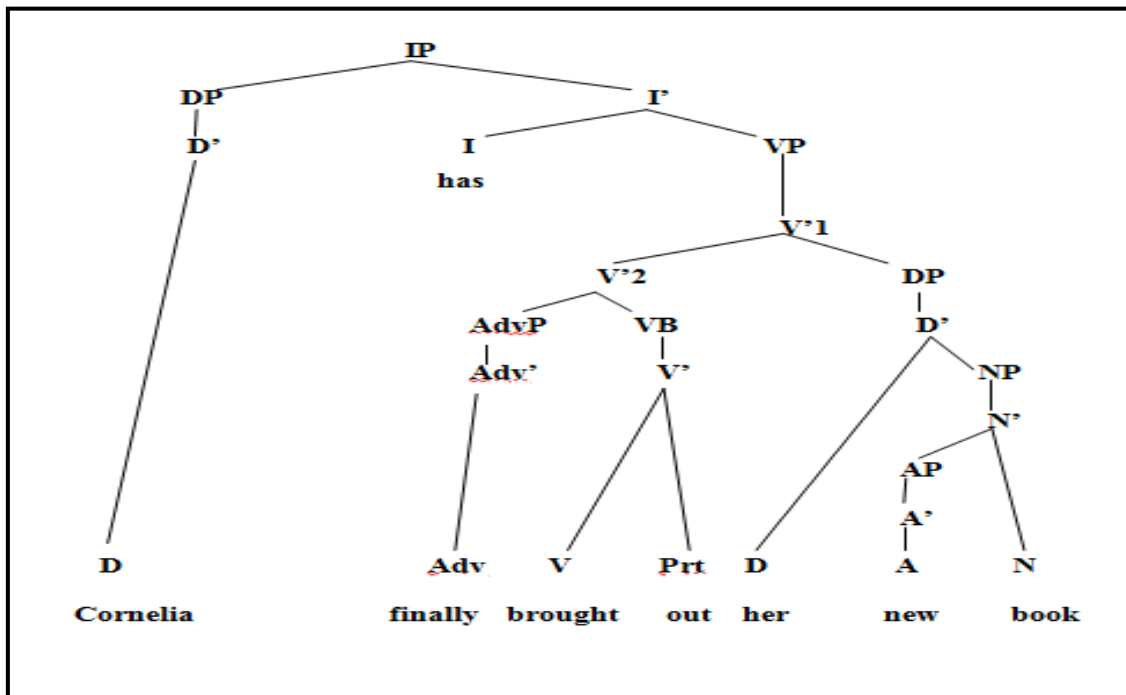 IP
DP I’
D’ I VP
has
V’1
V’2 DP
AdvP VB D’
Adv’ V’ NP
N’
AP
A’
D Adv V Prt D A N
Cornelia finally brought out her new book